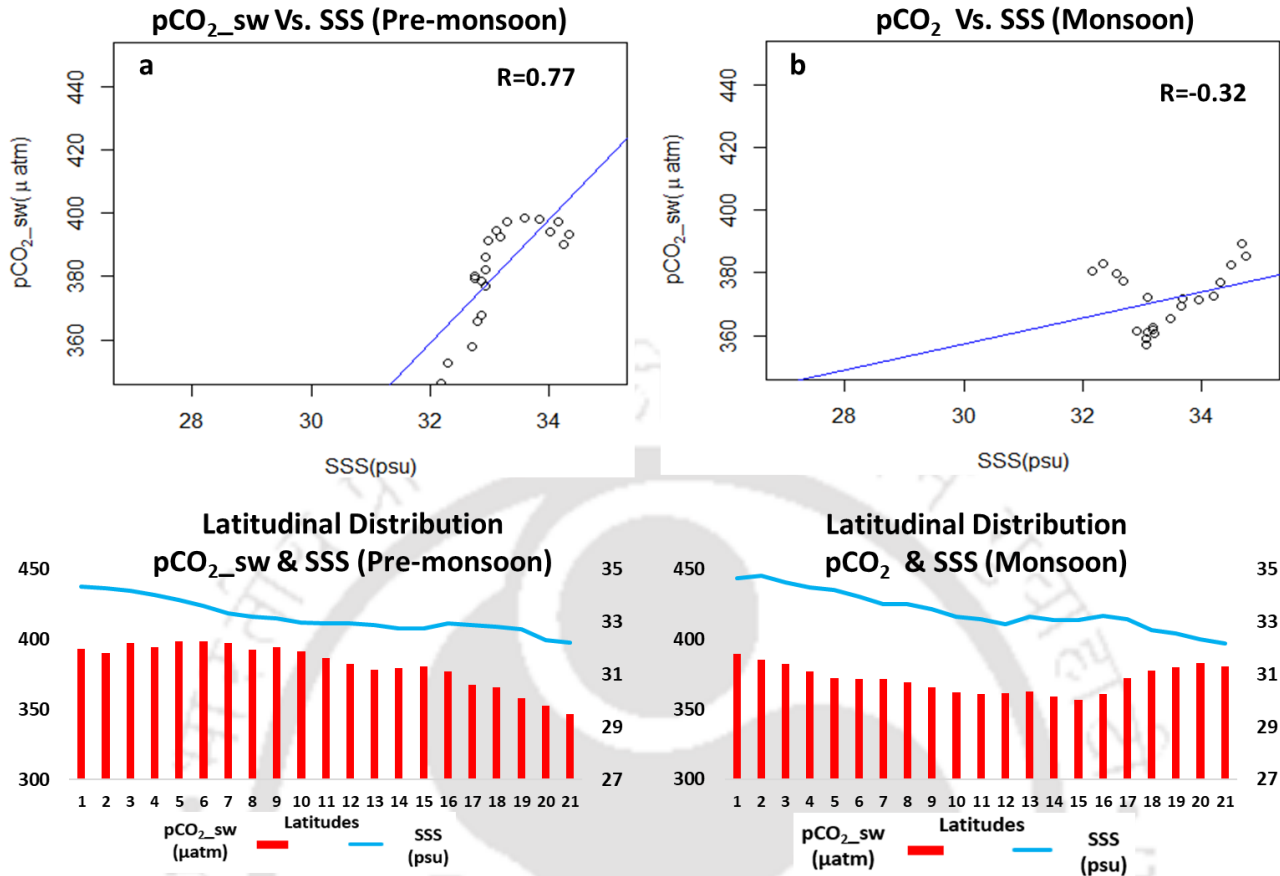 pCO₂_sw Vs. SSS (Pre-monsoon)
a
R=0.77
440
420
400
380
360
pCO₂_sw( μ atm)
28 30 32 34
SSS(psu)
pCO₂ Vs. SSS (Monsoon)
b
R=-0.32
440
420
400
380
360
pCO₂_sw( μ atm)
28 30 32 34
SSS(psu)
Latitudinal Distribution
pCO₂_sw & SSS (Pre-monsoon)
450
400
350
300
35
33
31
29
27
1 2 3 4 5 6 7 8 9 10 11 12 13 14 15 16 17 18 19 20 21
Latitudes
pCO₂_sw
(μatm)
SSS
(psu)
Latitudinal Distribution
pCO₂ & SSS (Monsoon)
450
400
350
300
35
33
31
29
27
1 2 3 4 5 6 7 8 9 10 11 12 13 14 15 16 17 18 19 20 21
Latitudes
pCO₂_sw
(μatm)
SSS
(psu)